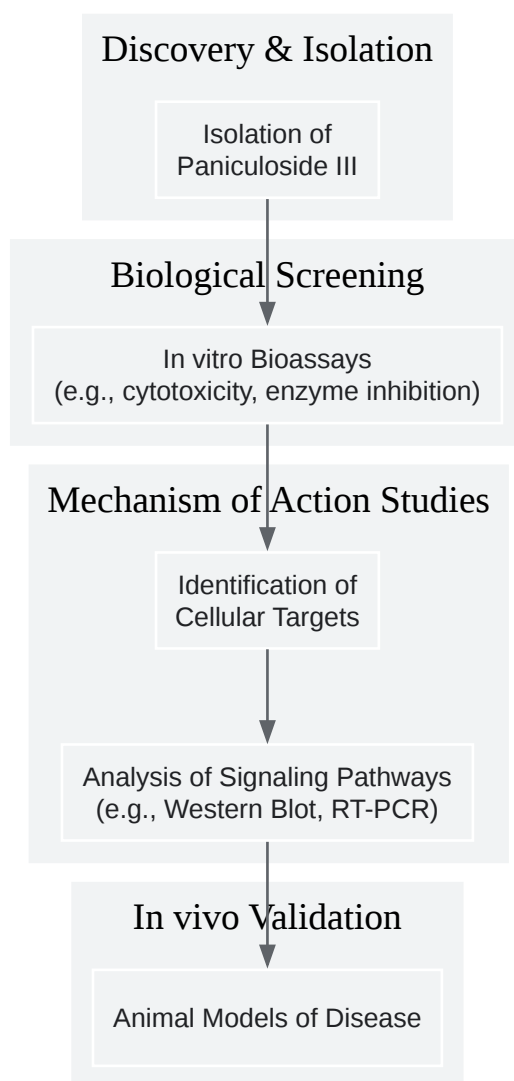 Discovery & Isolation
Isolation of
Paniculoside III
Biological Screening
In vitro Bioassays
(e.g., cytotoxicity, enzyme inhibition)
Mechanism of Action Studies
Identification of
Cellular Targets
Analysis of Signaling Pathways
(e.g., Western Blot, RT-PCR)
In vivo Validation
Animal Models of Disease